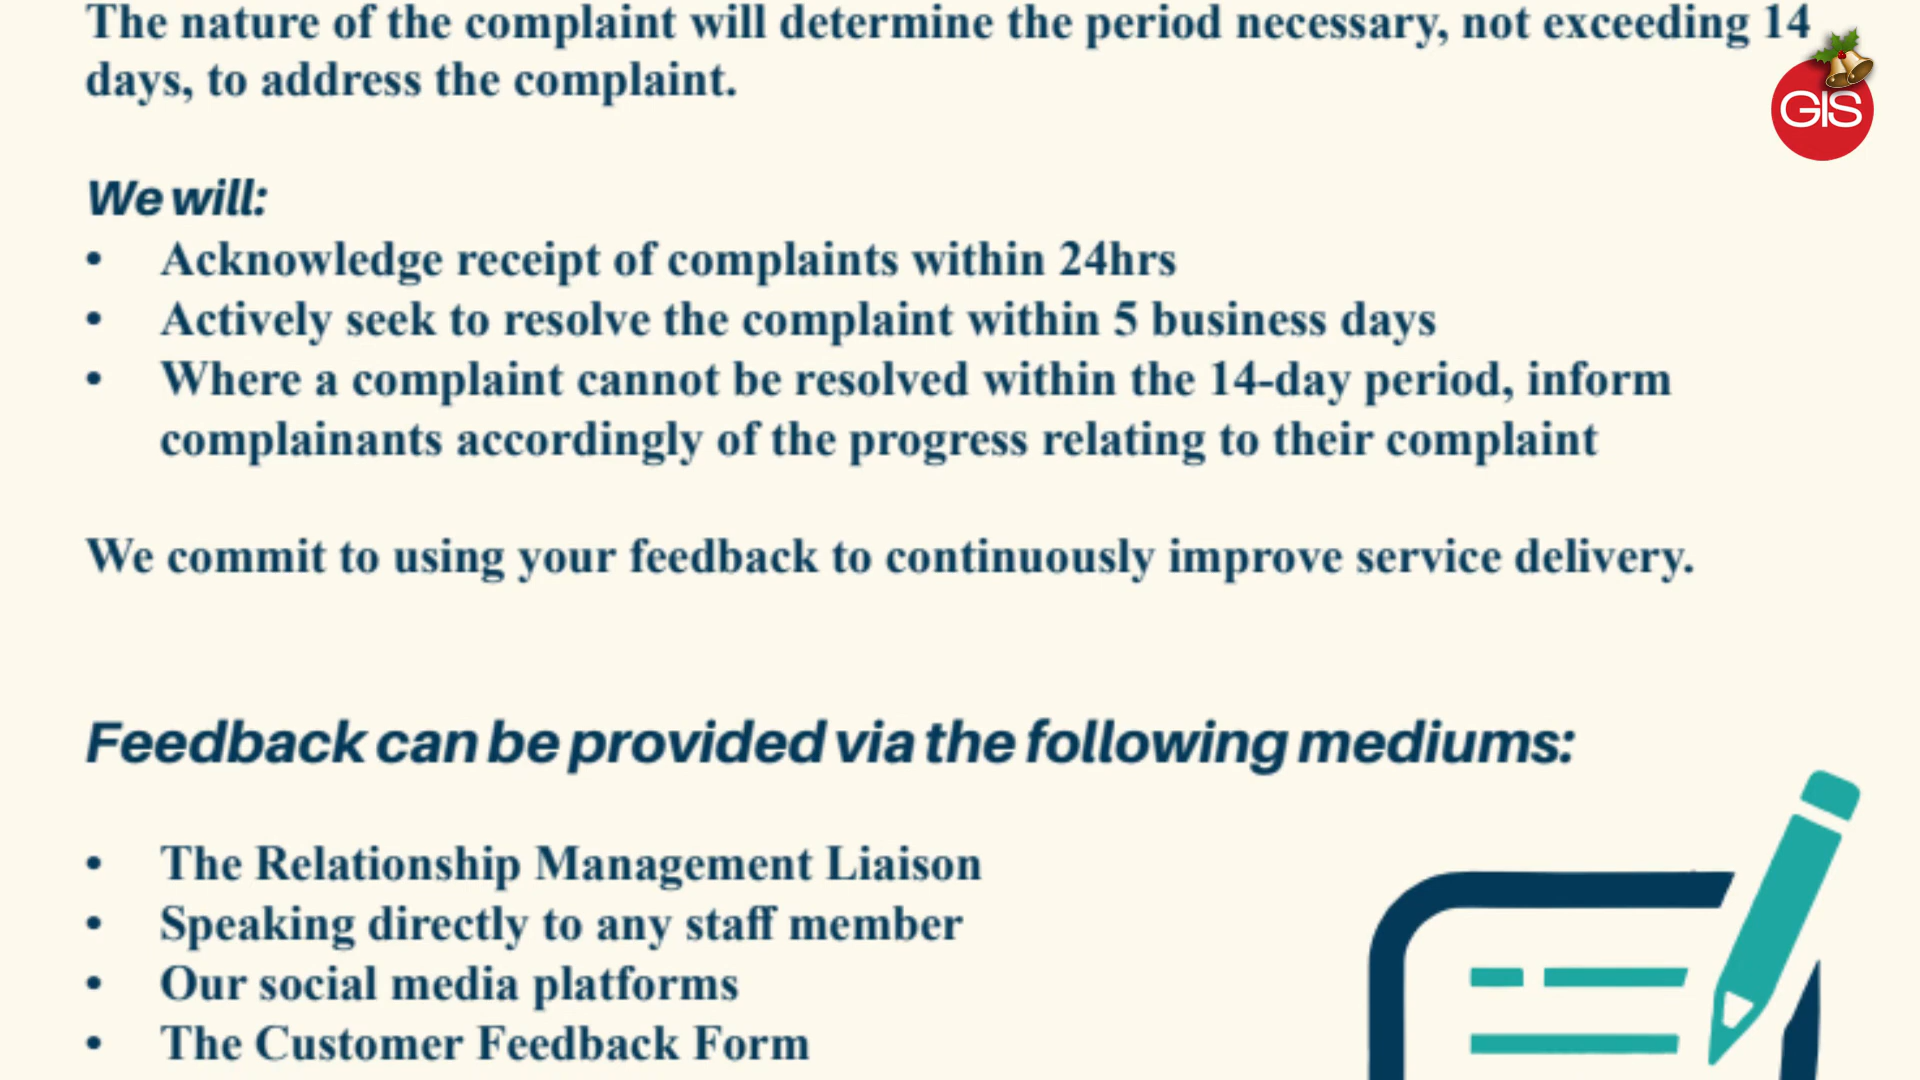 The nature of the complaint will determine the period necessary, not exceeding 14
days, to address the complaint.
GIS
We will:
• Acknowledge receipt of complaints within 24hrs
• Actively seek to resolve the complaint within 5 business days
• Where a complaint cannot be resolved within the 14-day period, inform
complainants accordingly of the progress relating to their complaint
We commit to using your feedback to continuously improve service delivery.
Feedback can be provided via the following mediums:
• The Relationship Management Liaison
• Speaking directly to any staff member
• Our social media platforms
• The Customer Feedback Form